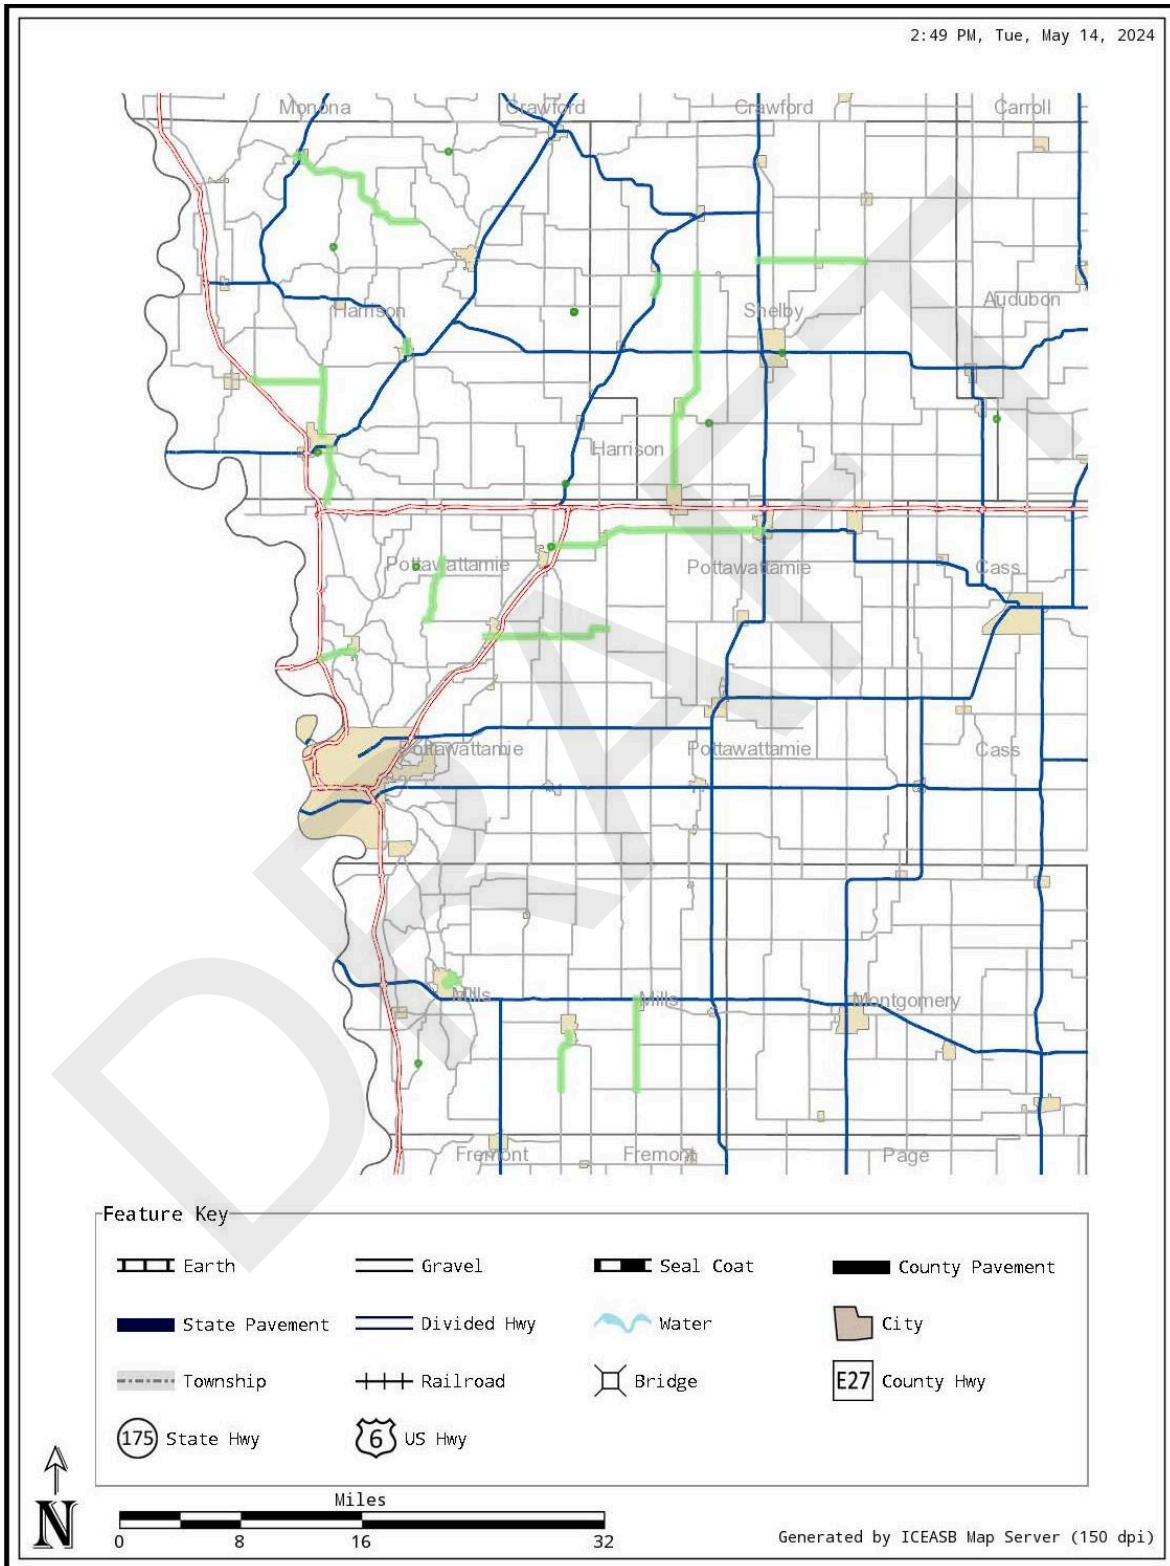 2:49 PM, Tue, May 14, 2024
Monona Crawford Crawford Carroll
Audubon
Harrison Shelby
Harrison
Pottawattamie Pottawattamie Cass
Pottawattamie Pottawattamie Cass
Mills Mills Montgomery
Fremont Fremont Page
DRAFT
Feature Key
Earth Gravel Seal Coat County Pavement
State Pavement Divided Hwy Water City
Township Railroad Bridge E27 County Hwy
175 State Hwy 6 US Hwy
N
Miles
0 8 16 32
Generated by ICEASB Map Server (150 dpi)